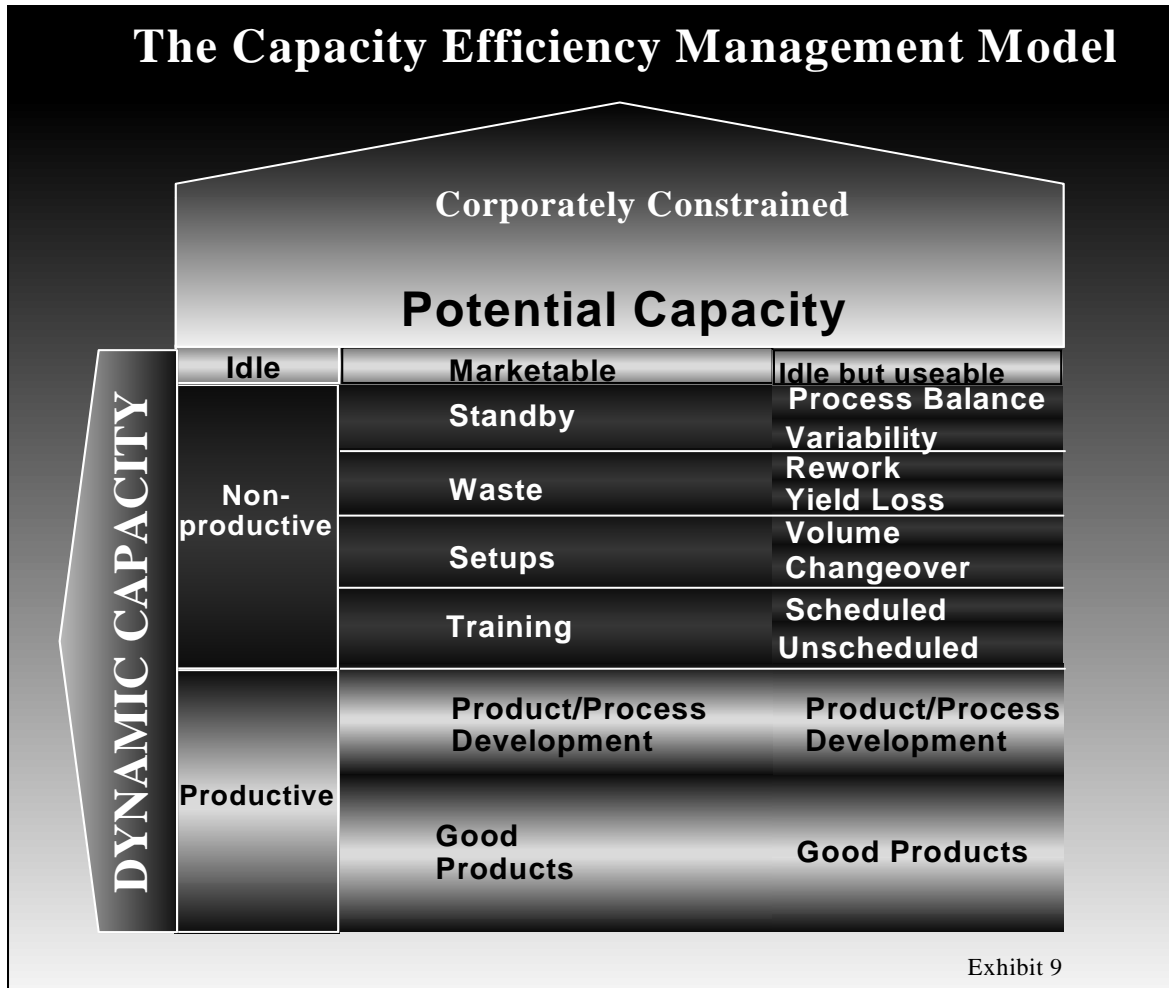 The Capacity Efficiency Management Model
Corporately Constrained
Potential Capacity
DYNAMIC CAPACITY
Idle
Marketable
Idle but useable
Non-
productive
Standby
Process Balance
Variability
Waste
Rework
Yield Loss
Setups
Volume
Changeover
Training
Scheduled
Unscheduled
Productive
Product/Process
Development
Product/Process
Development
Good
Products
Good Products
Exhibit 9